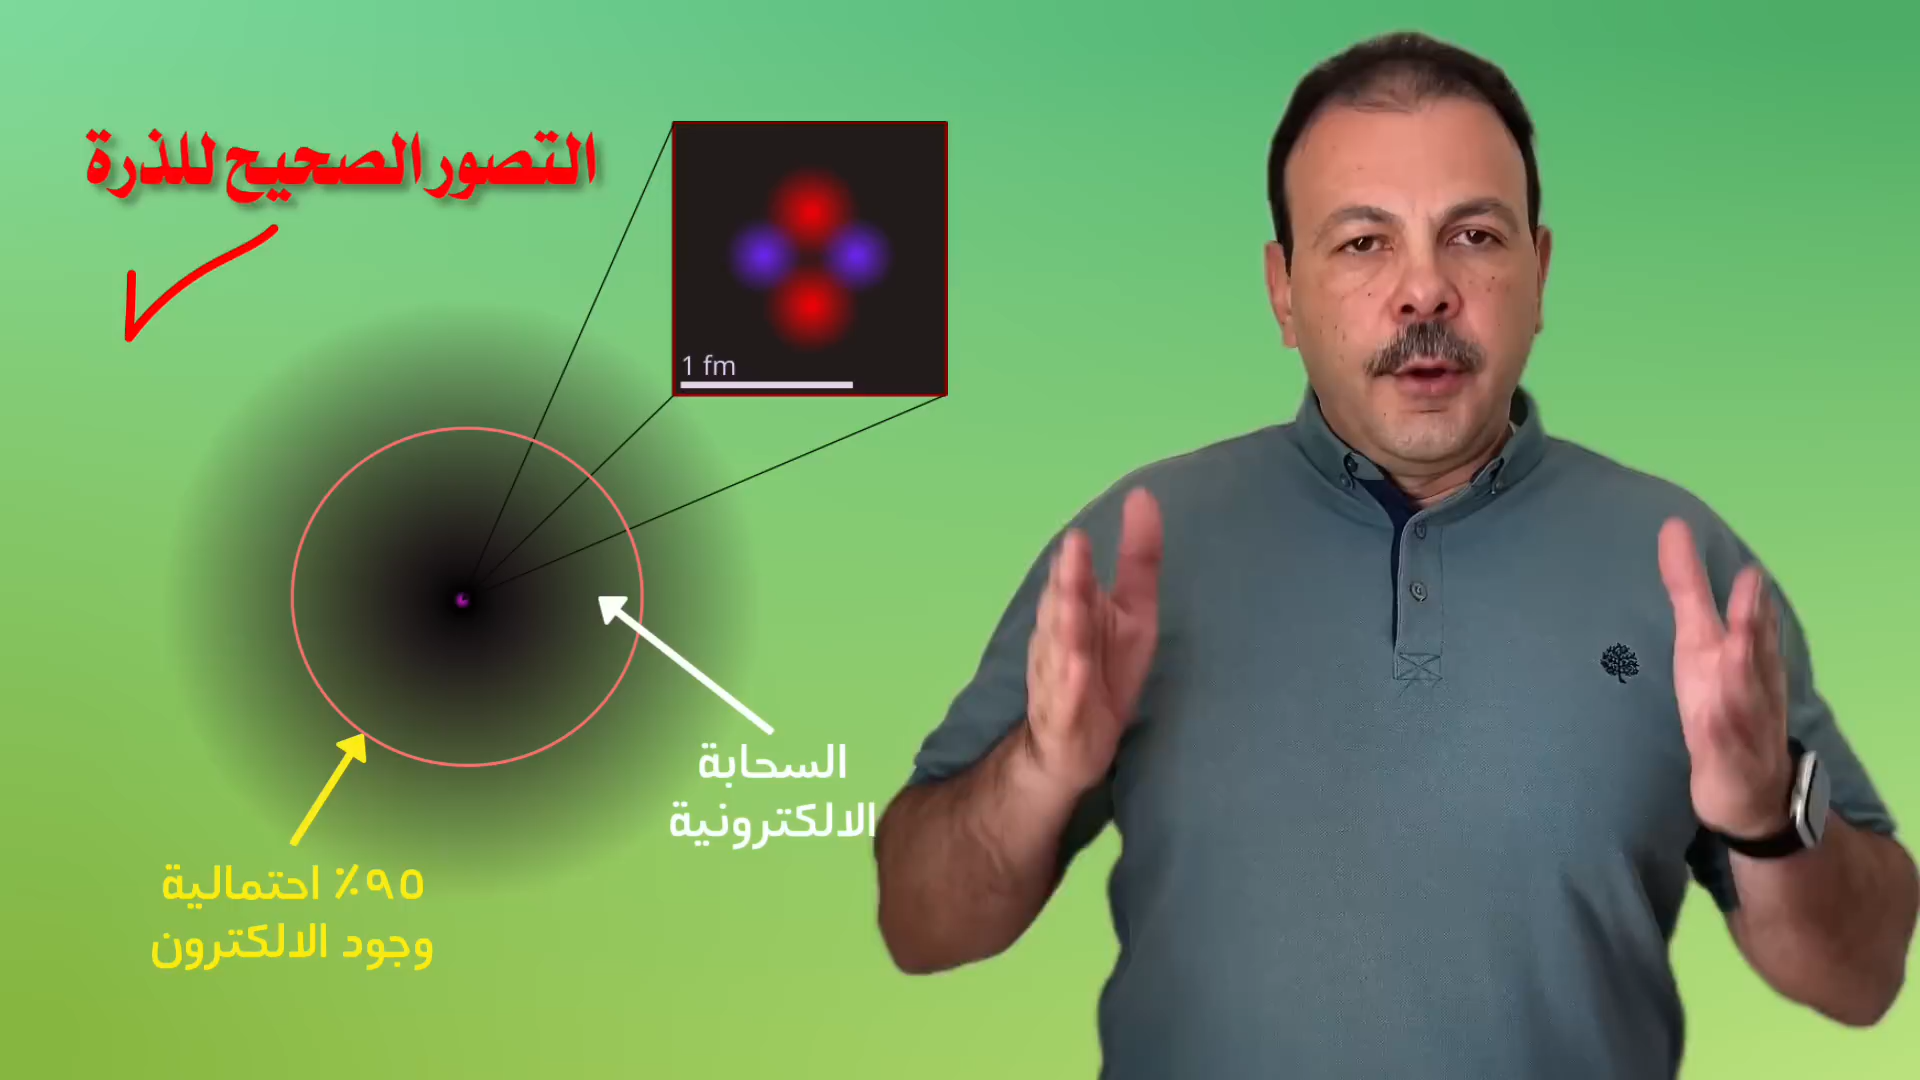 التصور الصحيح للذرة
1 fm
السحابة
الالكترونية
٩٥٪ احتمالية
وجود الالكترون